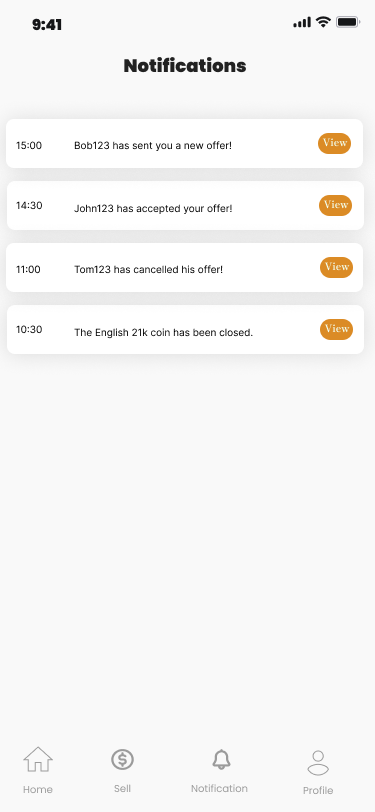 9:41
Notifications
15:00 Bob123 has sent you a new offer! View
14:30 John123 has accepted your offer! View
11:00 Tom123 has cancelled his offer! View
10:30 The English 21k coin has been closed. View
Home Sell Notification Profile